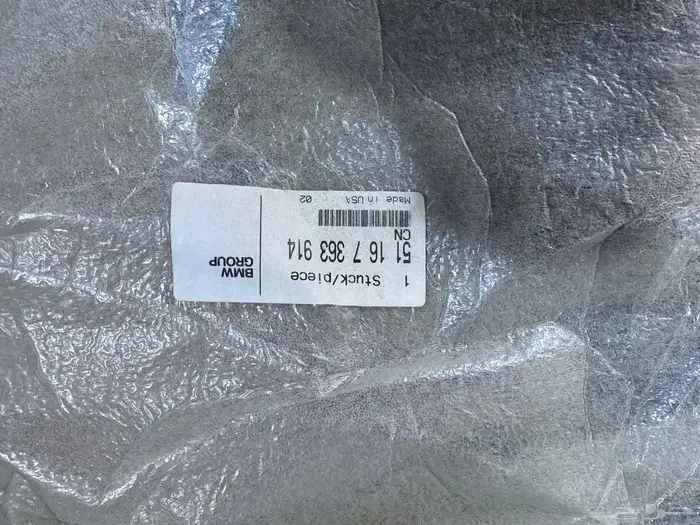 1 Stuck/piece
51 16 7 363 914
CN
Made in USA 02
BMW
GROUP